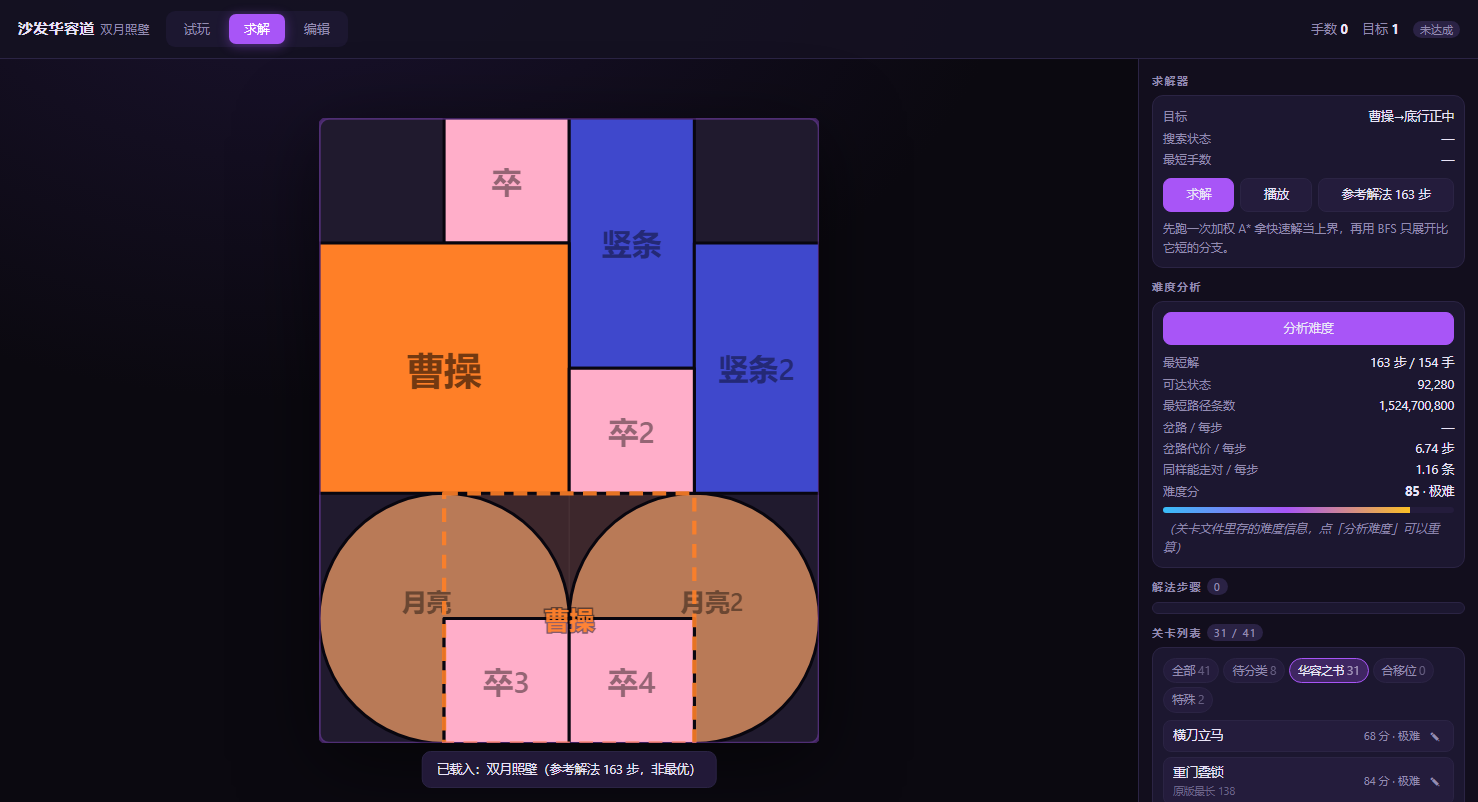 沙发华容道 双月照壁 试玩 求解 编辑 手数 0 目标 1 未达成
卒
竖条
曹操
竖条2
卒2
月亮
月亮2
曹操
卒3
卒4
已载入：双月照壁（参考解法 163 步，非最优）
求解器
目标 曹操→底行正中
搜索状态 —
最短手数 —
求解 播放 参考解法 163 步
先跑一次加权 A* 拿快速解当上界，再用 BFS 只展开比
它短的分支。
难度分析
分析难度
最短解 163 步 / 154 手
可达状态 92,280
最短路径条数 1,524,700,800
岔路 / 每步 —
岔路代价 / 每步 6.74 步
同样能走对 / 每步 1.16 条
难度分 85 · 极难
（关卡文件里存的难度信息，点「分析难度」可以重
算）
解法步骤 0
关卡列表 31 / 41
全部 41 待分类 8 华容之书 31 合移位 0
特殊 2
横刀立马 68 分 · 极难
重门叠锁 84 分 · 极难
原版最长 138